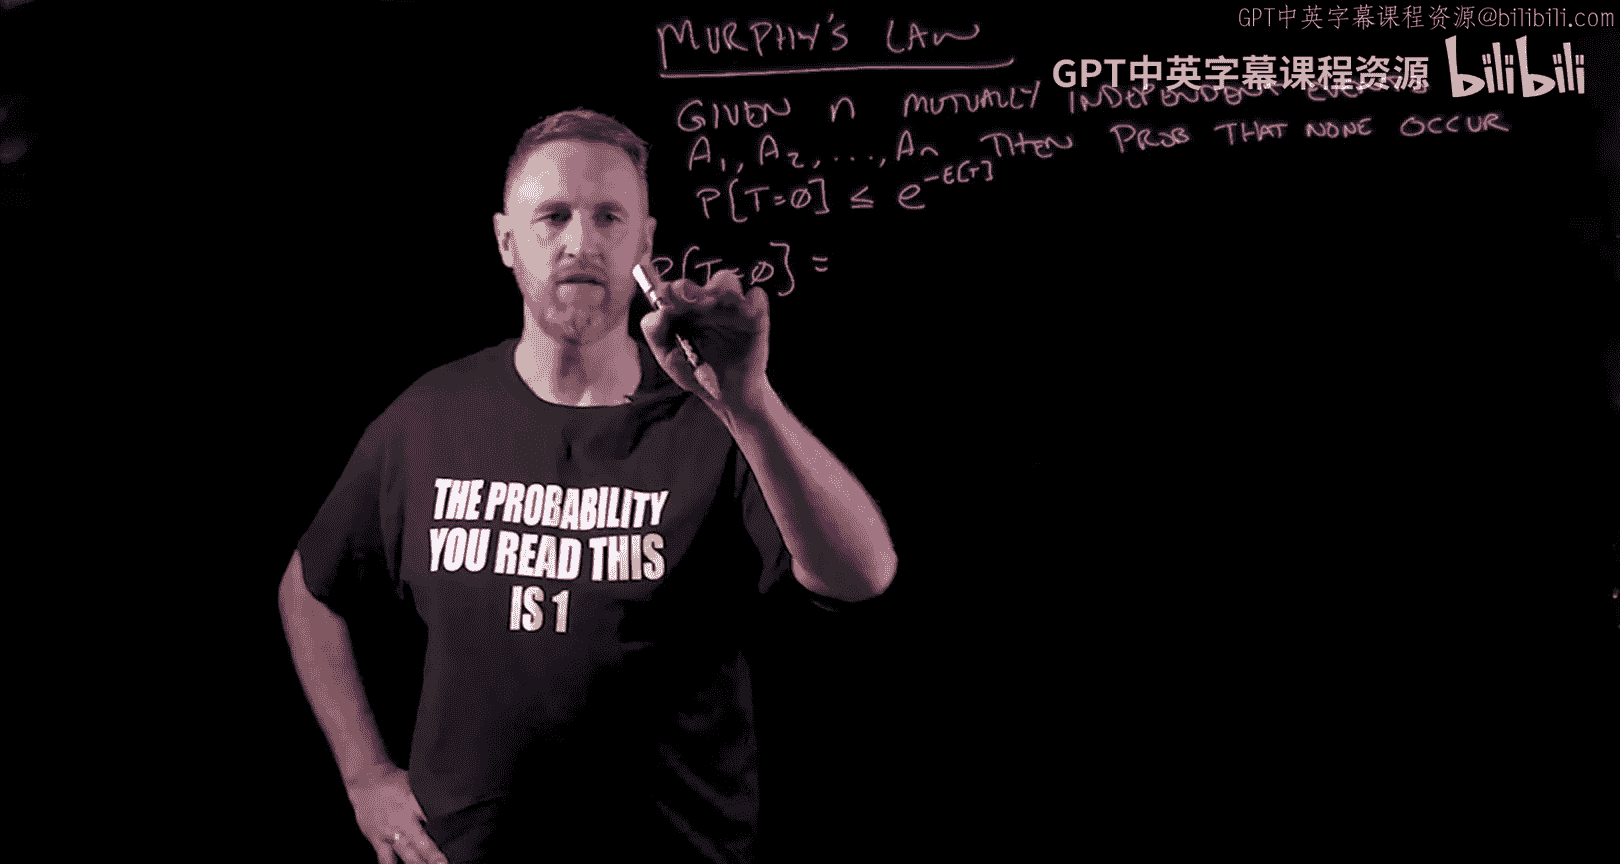 GPT中英字幕课程资源@bilibili.com
MURPHY'S LAW
GPT中英字幕课程资源 bilibili
GIVEN n MUTUALLY INDEPENDENT EVENTS
A₁, A₂, ..., Aₙ THEN PROB THAT NONE OCCUR
P[T=∅] ≤ e^-E[T]
P[T=∅] =
THE PROBABILITY
YOU READ THIS
IS 1